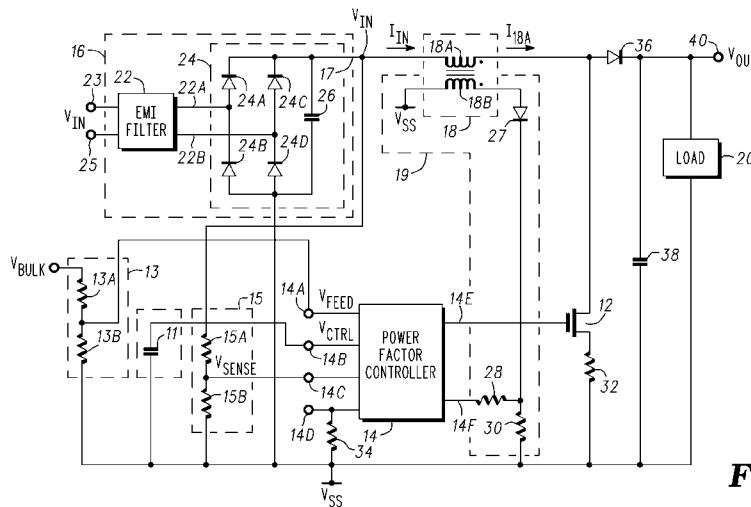 16
24
17
V_IN
I_IN
18A
I_18A
36
40
V_OU
23
22
22A
24A
24C
26
V_IN
EMI FILTER
22B
24B
24D
25
V_SS
18B
18
27
19
LOAD
20
V_BULK
13A
13
13B
11
15
15A
V_SENSE
15B
14A
V_FEED
V_CTRL
14B
14C
14D
POWER FACTOR CONTROLLER
14E
12
38
28
32
34
14
14F
30
V_SS
F